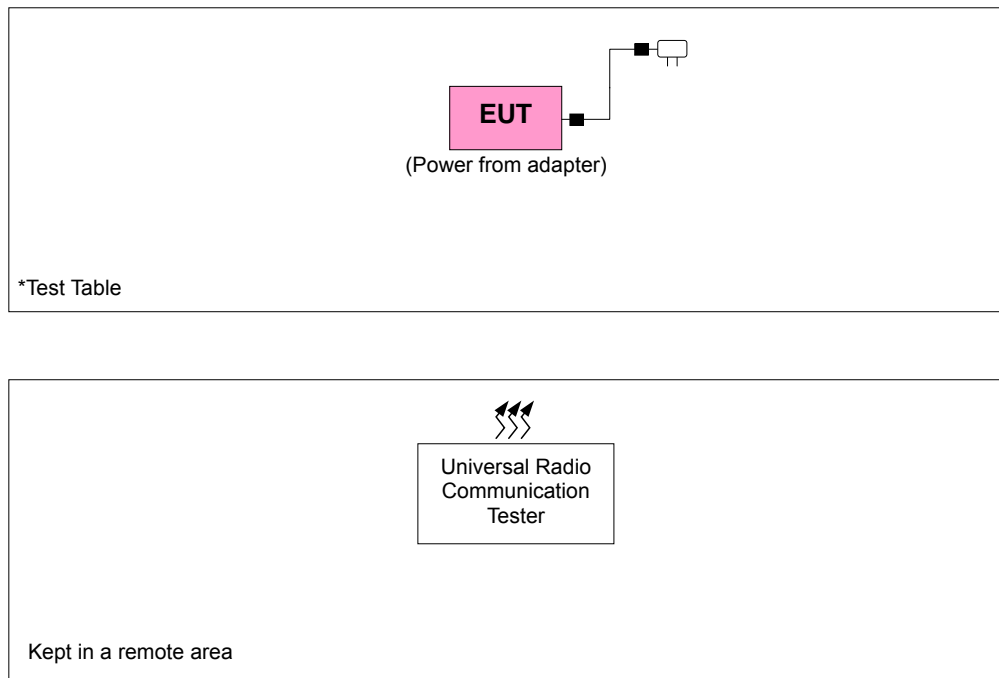 EUT
(Power from adapter)
*Test Table
Universal Radio
Communication
Tester
Kept in a remote area